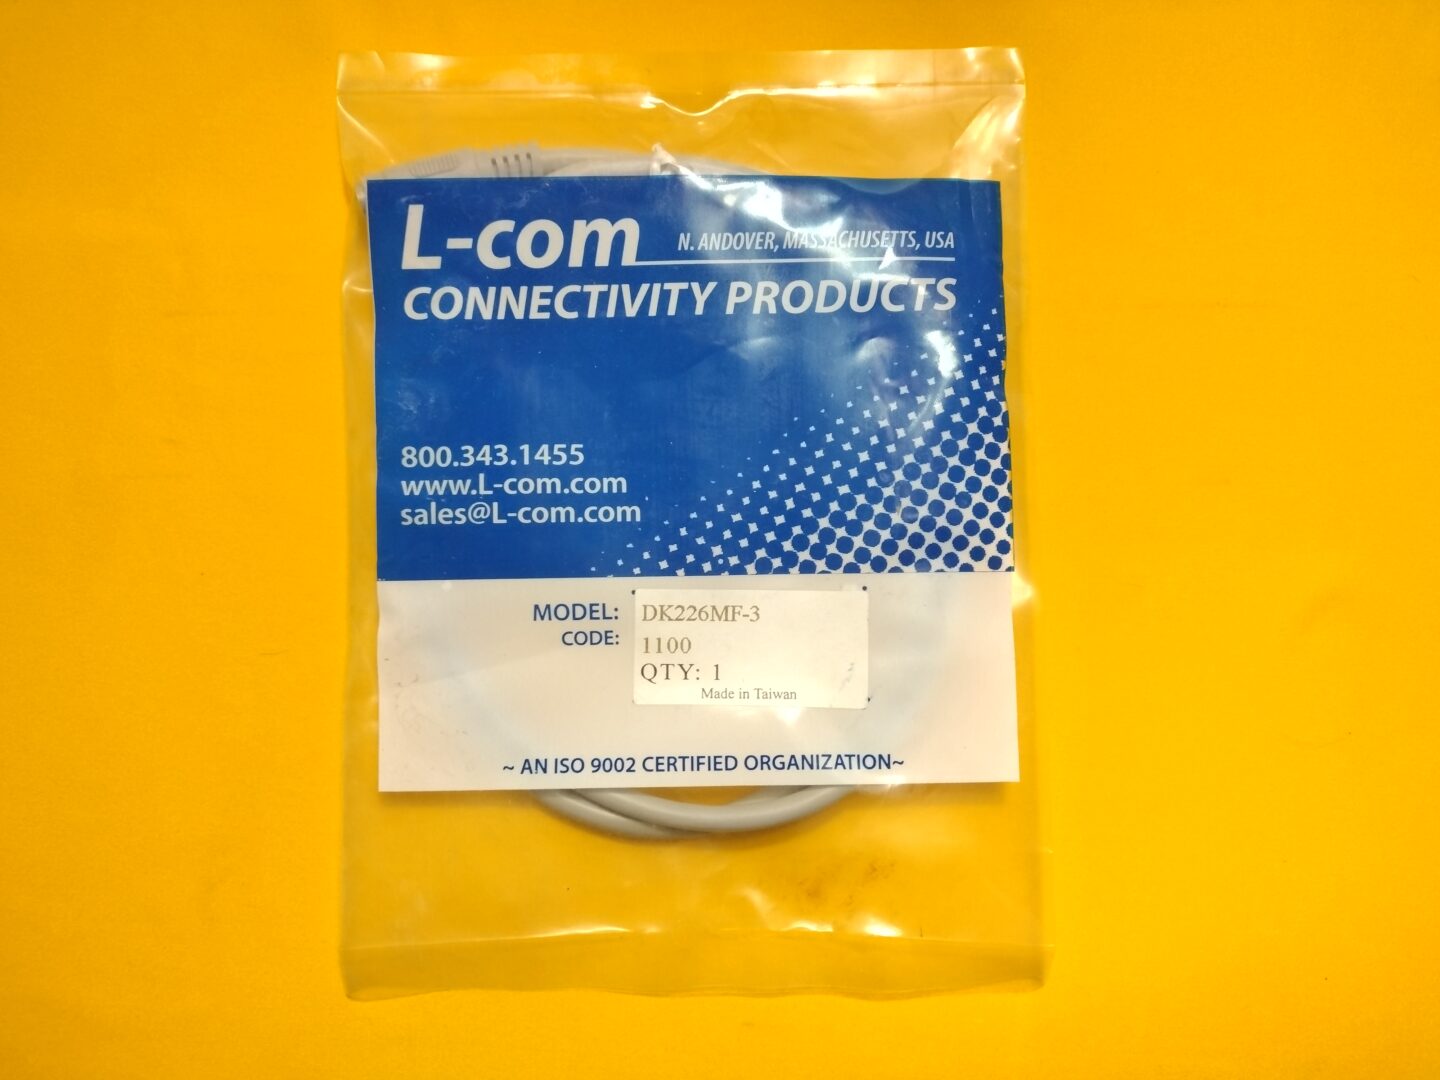 L-com N. ANDOVER, MASSACHUSETTS, USA
CONNECTIVITY PRODUCTS
800.343.1455
www.L-com.com
sales@L-com.com
MODEL: DK226MF-3
CODE: 1100
QTY: 1
Made in Taiwan
~ AN ISO 9002 CERTIFIED ORGANIZATION~